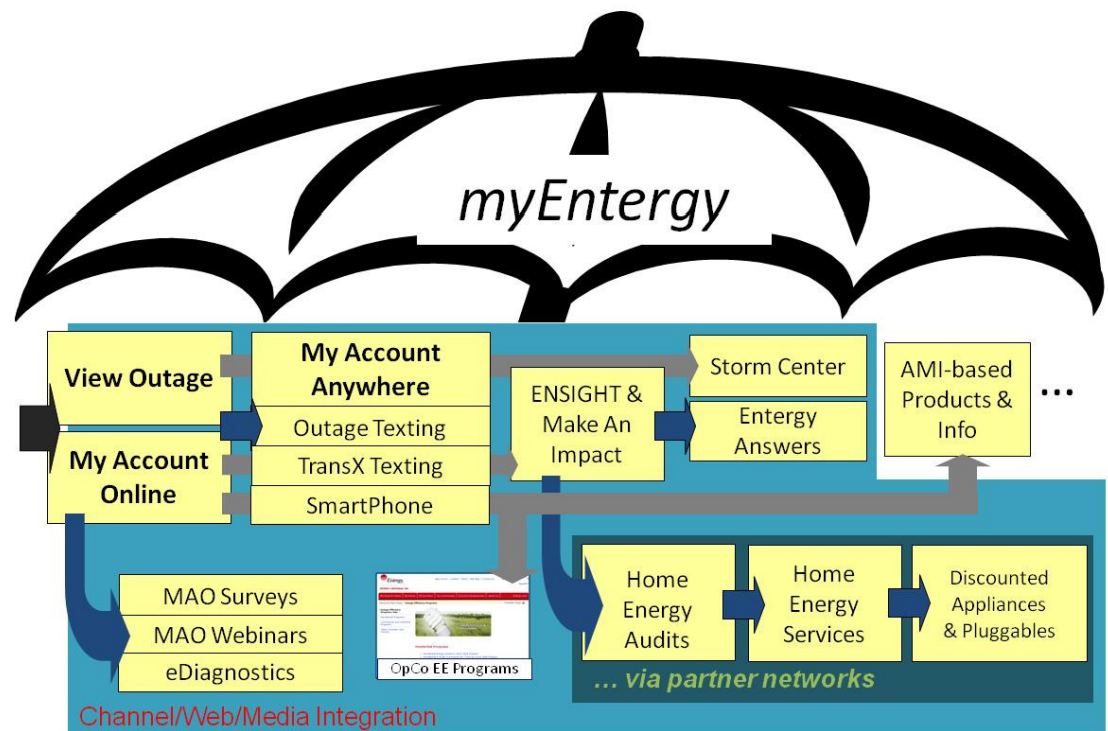 myEntergy
View Outage
My Account
Online
My Account
Anywhere
Outage Texting
TransX Texting
SmartPhone
ENSIGHT &
Make An
Impact
Storm Center
Entergy
Answers
AMI-based
Products &
Info
...
MAO Surveys
MAO Webinars
eDiagnostics
Entergy
OpCo EE Programs
Home
Energy
Audits
Home
Energy
Services
Discounted
Appliances
& Pluggables
... via partner networks
Channel/Web/Media Integration